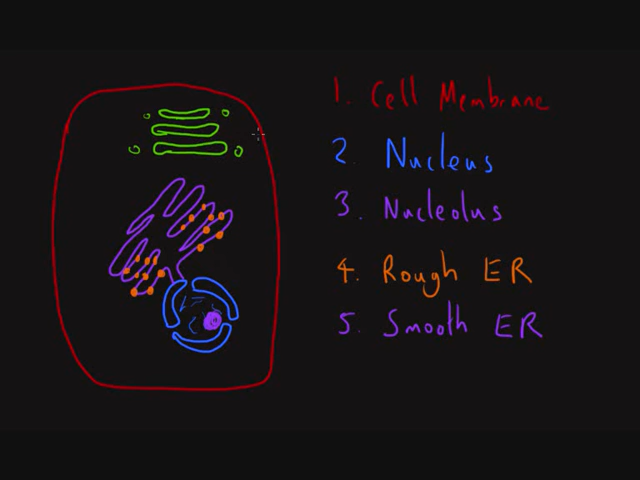 1. Cell Membrane
2. Nucleus
3. Nucleolus
4. Rough ER
5. Smooth ER